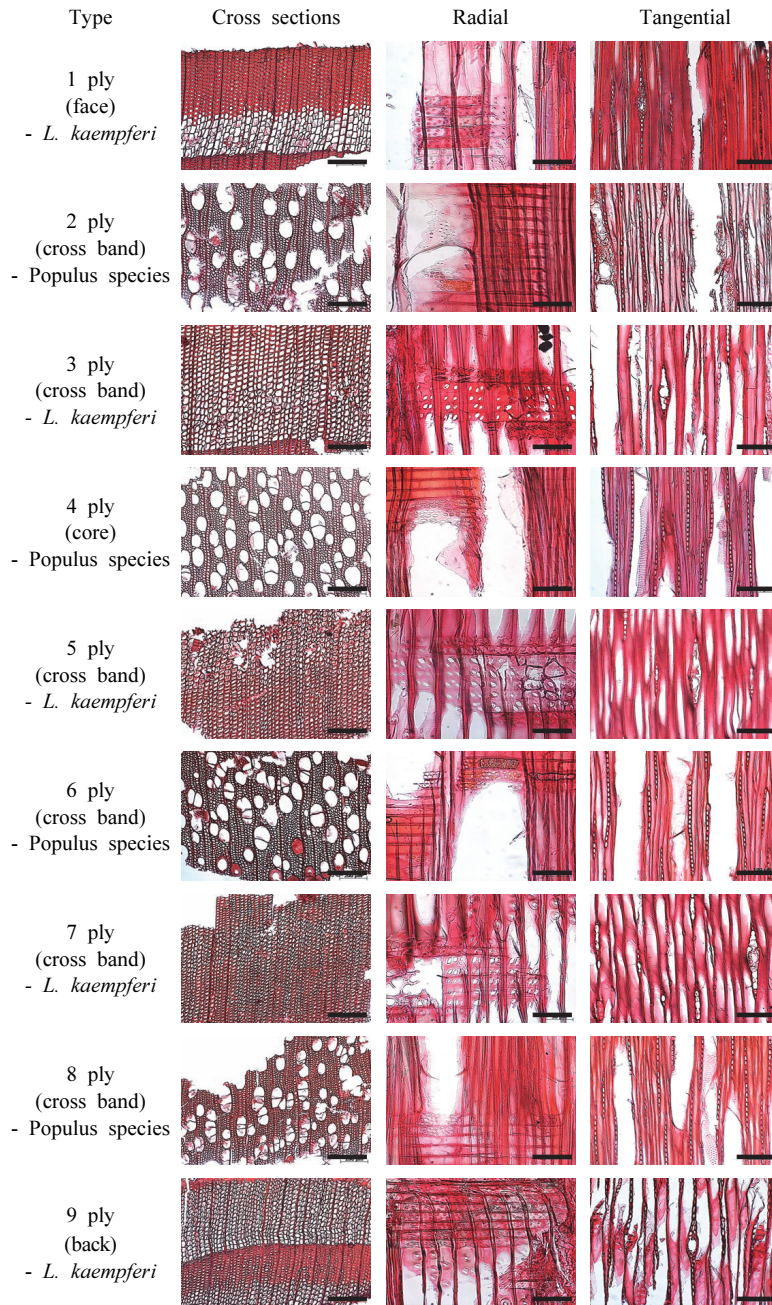 Type Cross sections Radial Tangential
1 ply
(face)
- L. kaempferi
2 ply
(cross band)
- Populus species
3 ply
(cross band)
- L. kaempferi
4 ply
(core)
- Populus species
5 ply
(cross band)
- L. kaempferi
6 ply
(cross band)
- Populus species
7 ply
(cross band)
- L. kaempferi
8 ply
(cross band)
- Populus species
9 ply
(back)
- L. kaempferi